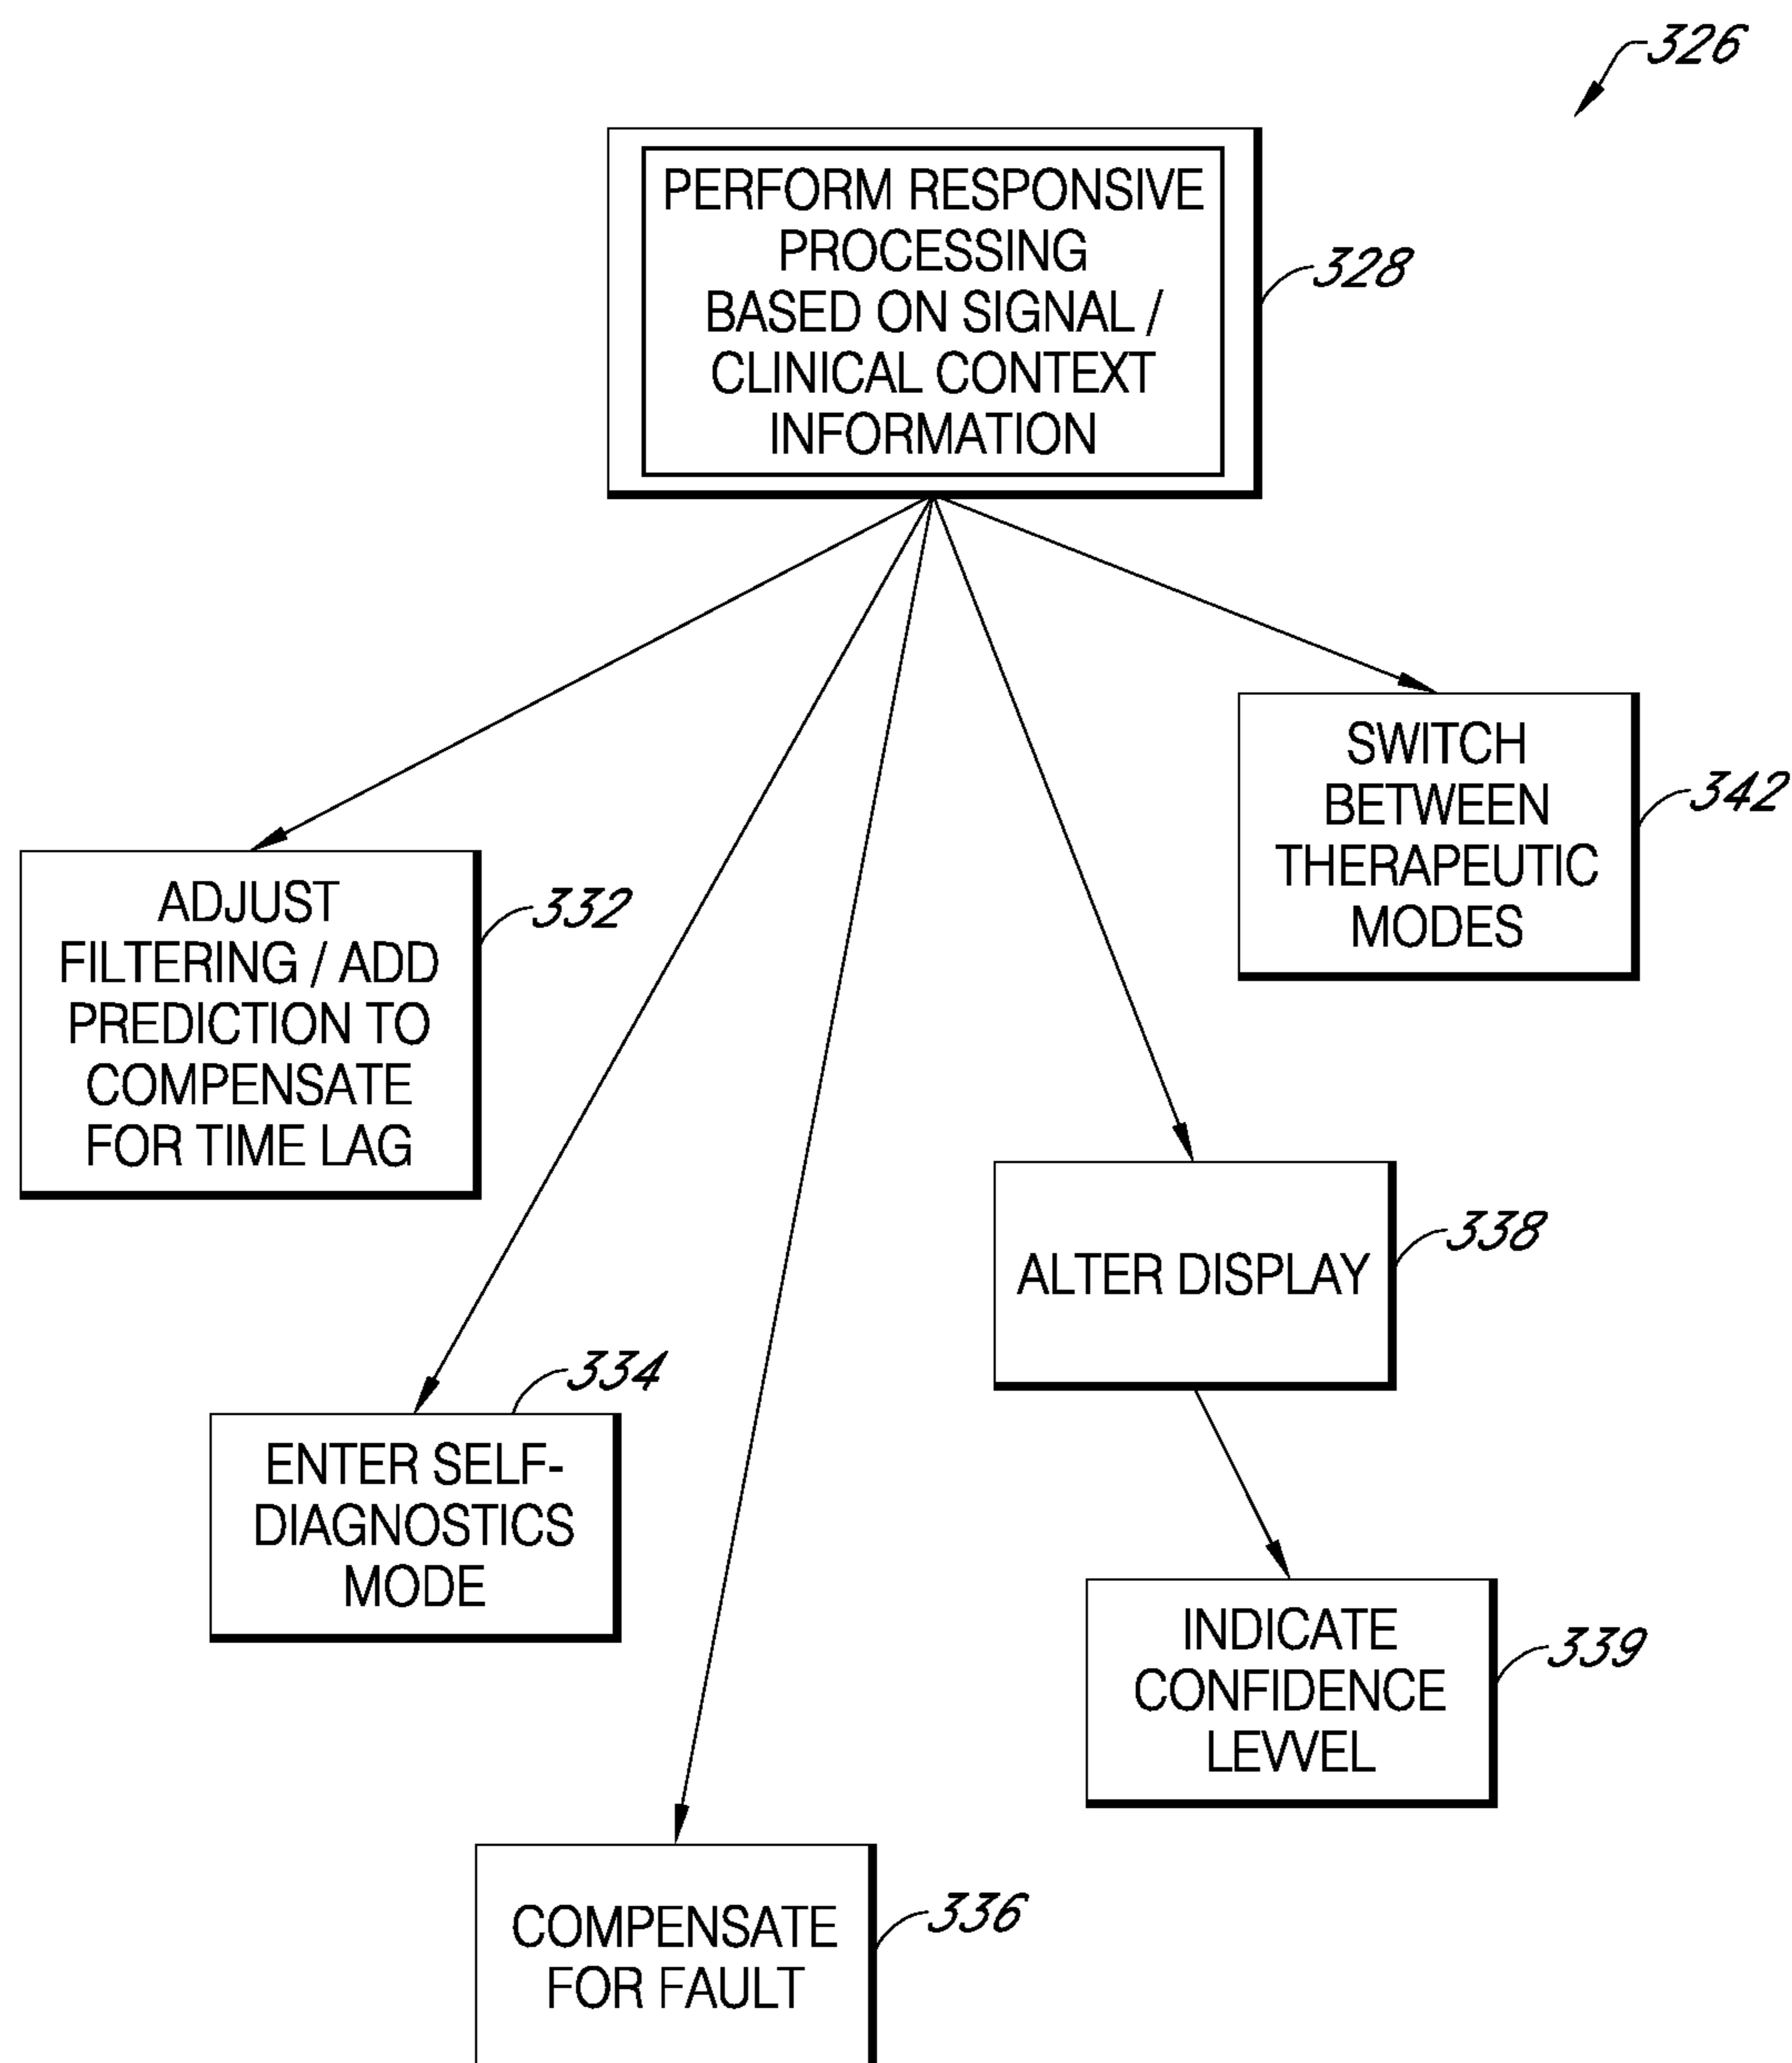 326
PERFORM RESPONSIVE
PROCESSING
BASED ON SIGNAL /
CLINICAL CONTEXT
INFORMATION
328
SWITCH
BETWEEN
THERAPEUTIC
MODES
342
ADJUST
FILTERING / ADD
PREDICTION TO
COMPENSATE
FOR TIME LAG
332
ALTER DISPLAY
338
334
ENTER SELF-
DIAGNOSTICS
MODE
INDICATE
CONFIDENCE
LEVVEL
339
COMPENSATE
FOR FAULT
336